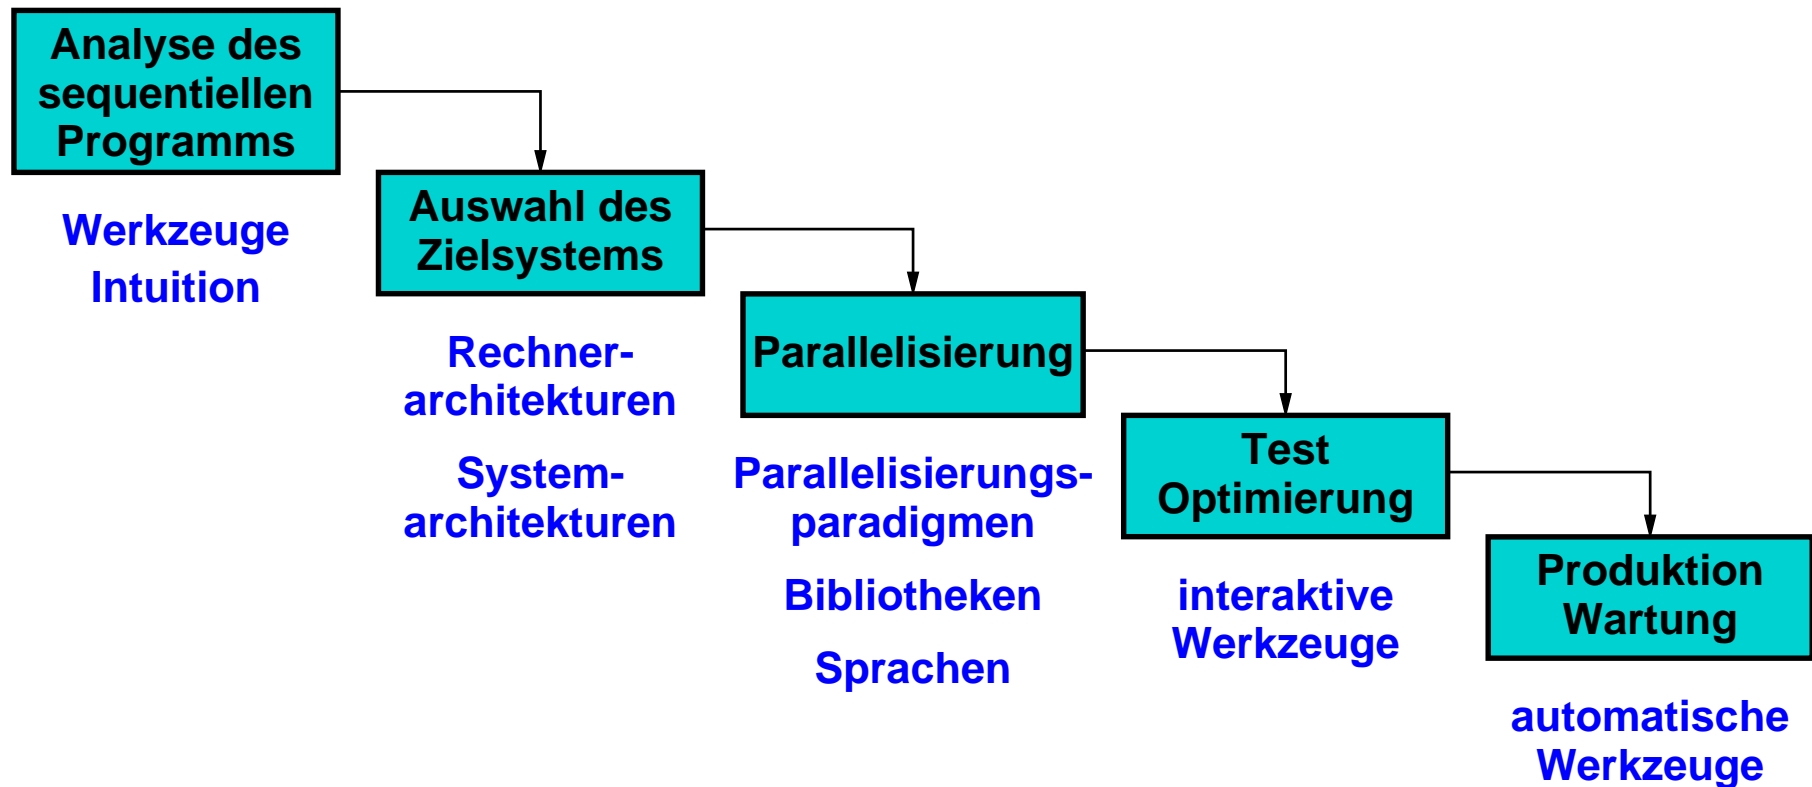 Analyse des
sequentiellen
Programms
Werkzeuge
Intuition
Auswahl des
Zielsystems
Rechner-
architekturen
System-
architekturen
Parallelisierung
Parallelisierungs-
paradigmen
Bibliotheken
Sprachen
Test
Optimierung
interaktive
Werkzeuge
Produktion
Wartung
automatische
Werkzeuge